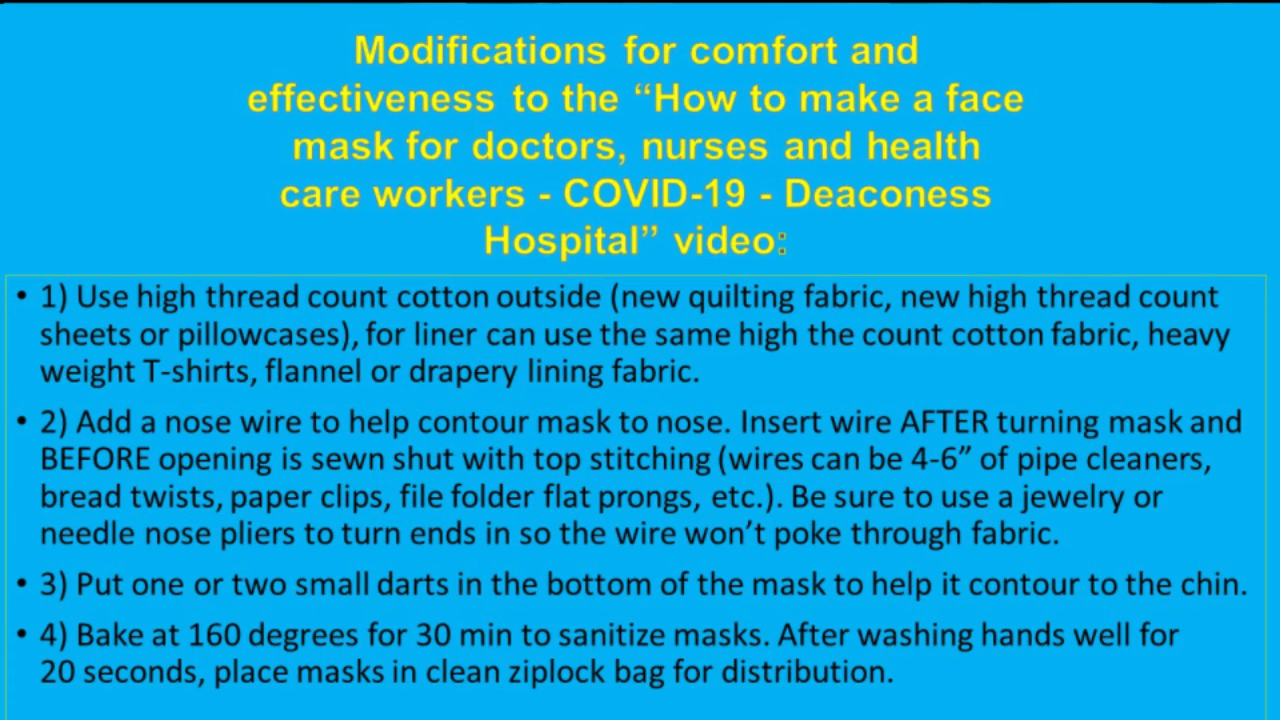 Modifications for comfort and
effectiveness to the “How to make a face
mask for doctors, nurses and health
care workers - COVID-19 - Deaconess
Hospital” video:
• 1) Use high thread count cotton outside (new quilting fabric, new high thread count
sheets or pillowcases), for liner can use the same high the count cotton fabric, heavy
weight T-shirts, flannel or drapery lining fabric.
• 2) Add a nose wire to help contour mask to nose. Insert wire AFTER turning mask and
BEFORE opening is sewn shut with top stitching (wires can be 4-6” of pipe cleaners,
bread twists, paper clips, file folder flat prongs, etc.). Be sure to use a jewelry or
needle nose pliers to turn ends in so the wire won’t poke through fabric.
• 3) Put one or two small darts in the bottom of the mask to help it contour to the chin.
• 4) Bake at 160 degrees for 30 min to sanitize masks. After washing hands well for
20 seconds, place masks in clean ziplock bag for distribution.